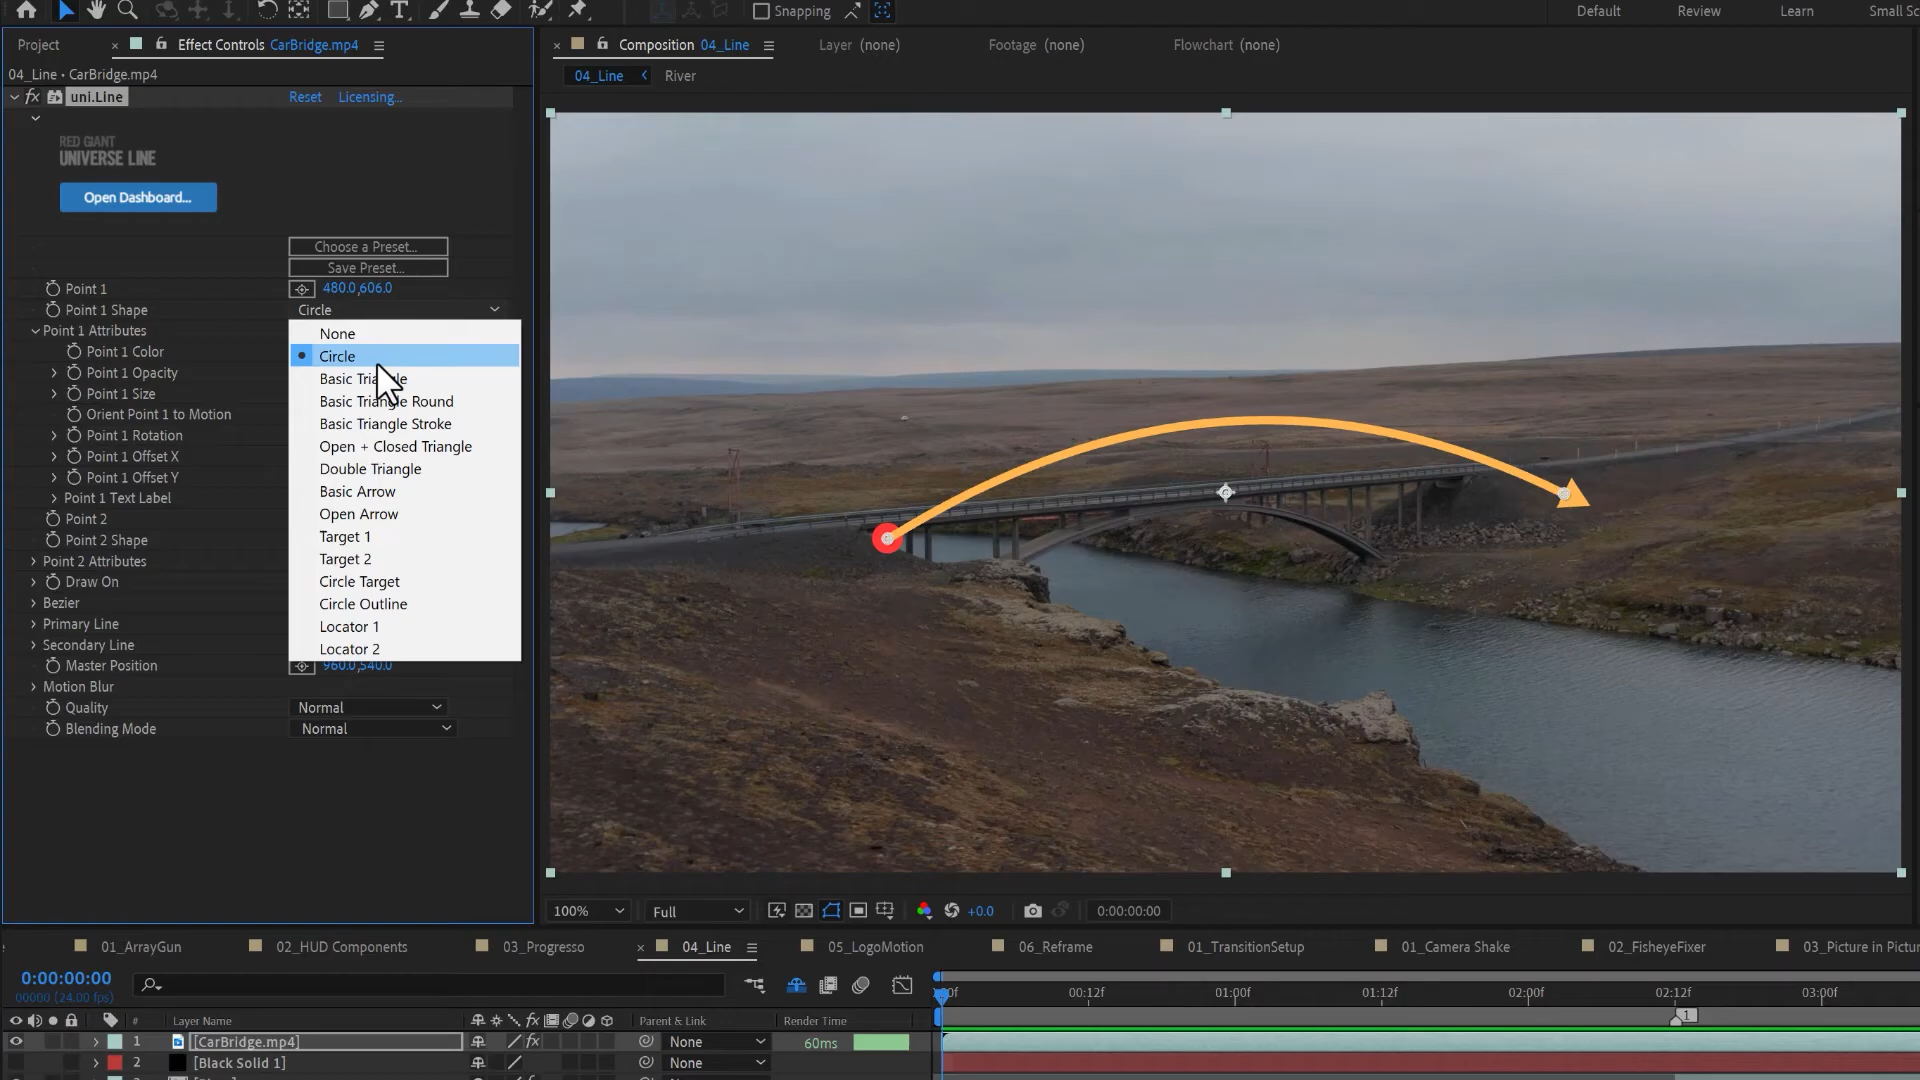 Snapping
Default
Review
Learn
Small Sc
Project
Effect Controls CarBridge.mp4
Composition 04_Line
Layer (none)
Footage (none)
Flowchart (none)
04_Line • CarBridge.mp4
04_Line
River
fx uni.Line
Reset
Licensing...
RED GIANT
UNIVERSE LINE
Open Dashboard...
Choose a Preset...
Save Preset...
Point 1
480.0,606.0
Point 1 Shape
Circle
Point 1 Attributes
None
Point 1 Color
Circle
Point 1 Opacity
Basic Triangle
Point 1 Size
Basic Triangle Round
Orient Point 1 to Motion
Basic Triangle Stroke
Point 1 Rotation
Open + Closed Triangle
Point 1 Offset X
Double Triangle
Point 1 Offset Y
Basic Arrow
Point 1 Text Label
Open Arrow
Point 2
Target 1
Point 2 Shape
Target 2
Point 2 Attributes
Circle Target
Draw On
Circle Outline
Bezier
Locator 1
Primary Line
Locator 2
Secondary Line
Master Position
960.0,540.0
Motion Blur
Quality
Normal
Blending Mode
Normal
100%
Full
+0.0
0:00:00:00
01_ArrayGun
02_HUD Components
03_Progresso
04_Line
05_LogoMotion
06_Reframe
01_TransitionSetup
01_Camera Shake
02_FisheyeFixer
03_Picture in Pictur
0:00:00:00
00000 (24.00 fps)
00:12f
01:00f
01:12f
02:00f
02:12f
03:00f
1
# Layer Name
fx
Parent & Link
Render Time
1 [CarBridge.mp4]
fx
None
60ms
2 [Black Solid 1]
None